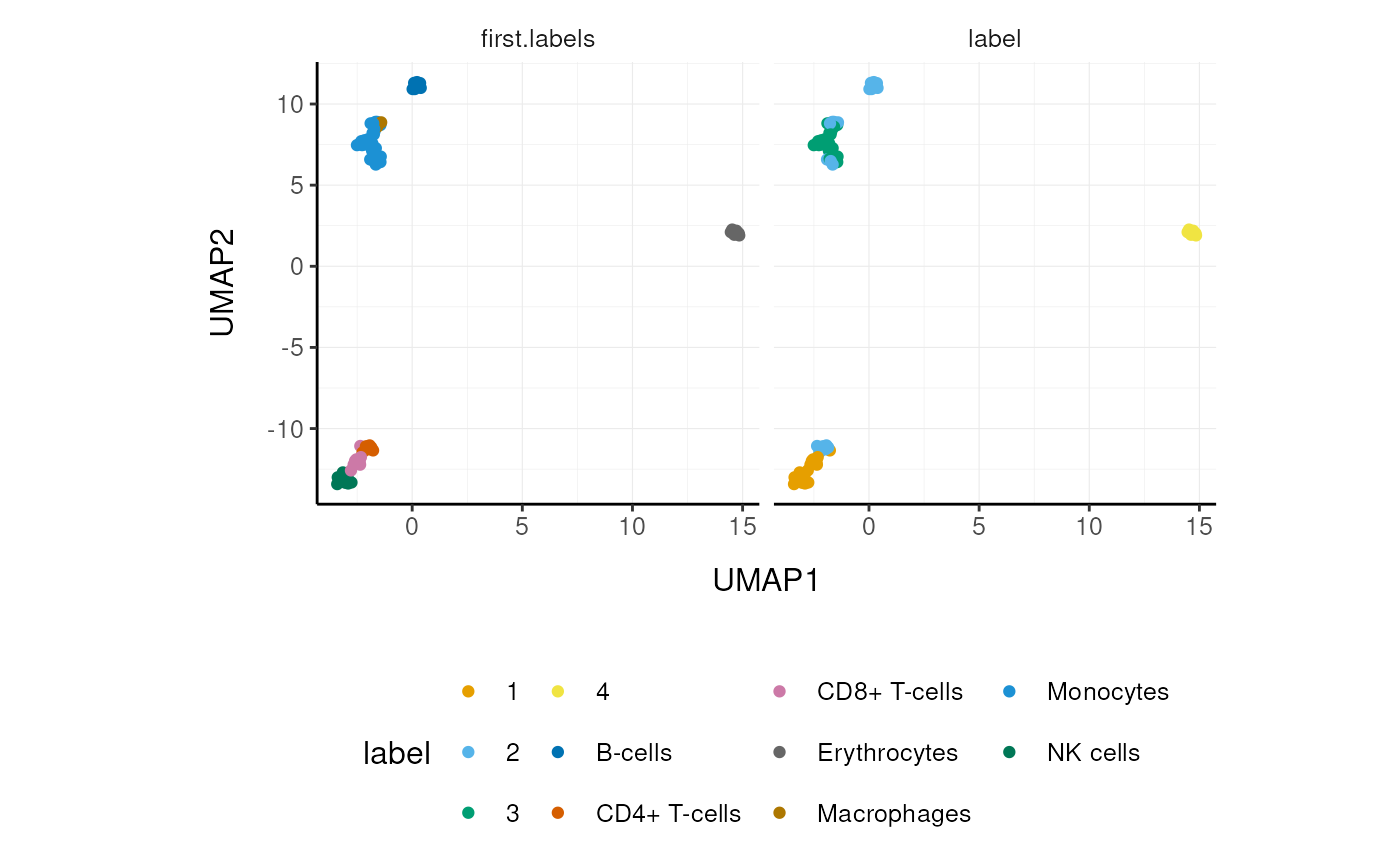 first.labels label
10
5
0
-5
-10
UMAP2
0 5 10 15 0 5 10 15
UMAP1
1 4 CD8+ T-cells Monocytes
label 2 B-cells Erythrocytes NK cells
3 CD4+ T-cells Macrophages